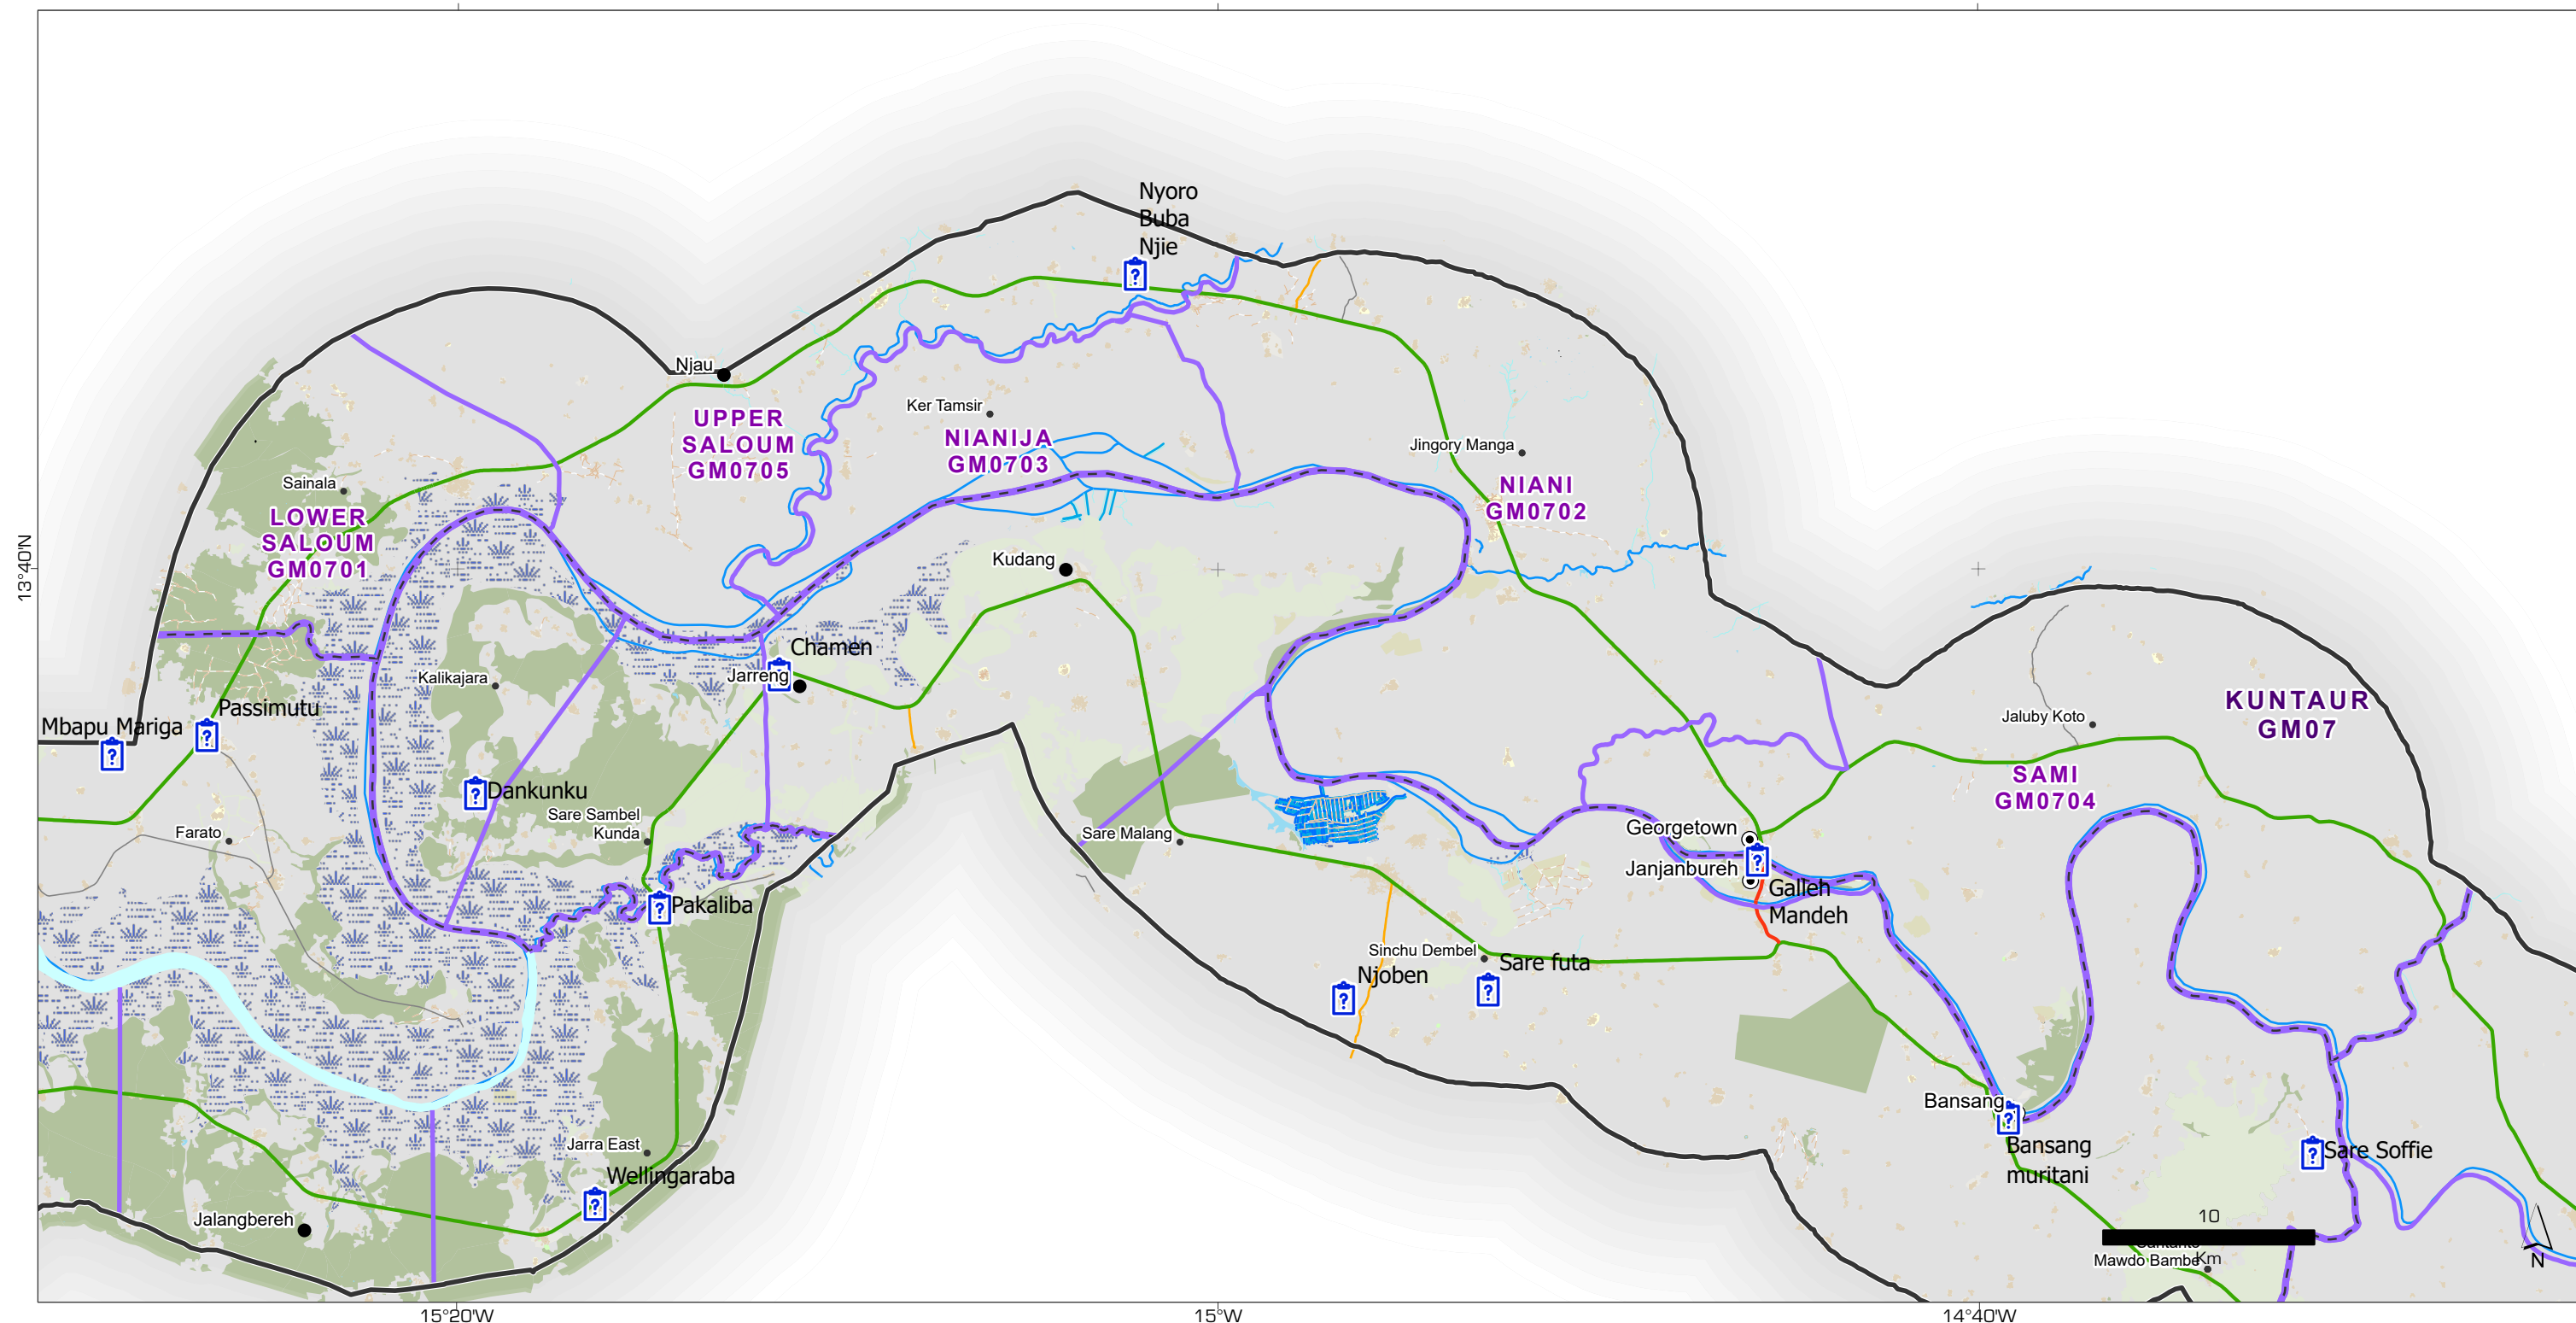 Nyoro
Buba
Njie
Njau
Ker Tamsir
UPPER
SALOUM
GM0705
NIANIJA
GM0703
Jingory Manga
Sainala
NIANI
GM0702
LOWER
SALOUM
GM0701
13°40'N
Kudang
Chamen
Jarreng
Kalikajara
Passimutu
Mbapu Mariga
KUNTAUR
GM07
Jaluby Koto
SAMI
GM0704
Dankunku
Sare Sambel
Kunda
Farato
Sare Malang
Georgetown
Janjanbureh
Galleh
Mandeh
Pakaliba
Sinchu Dembel
Sare futa
Njoben
Bansang
Bansang
muritani
Sare Soffie
Jarra East
Wellingaraba
Jalangbereh
10
Km
Mawdo Bambe
N
15°20'W
15°W
14°40'W